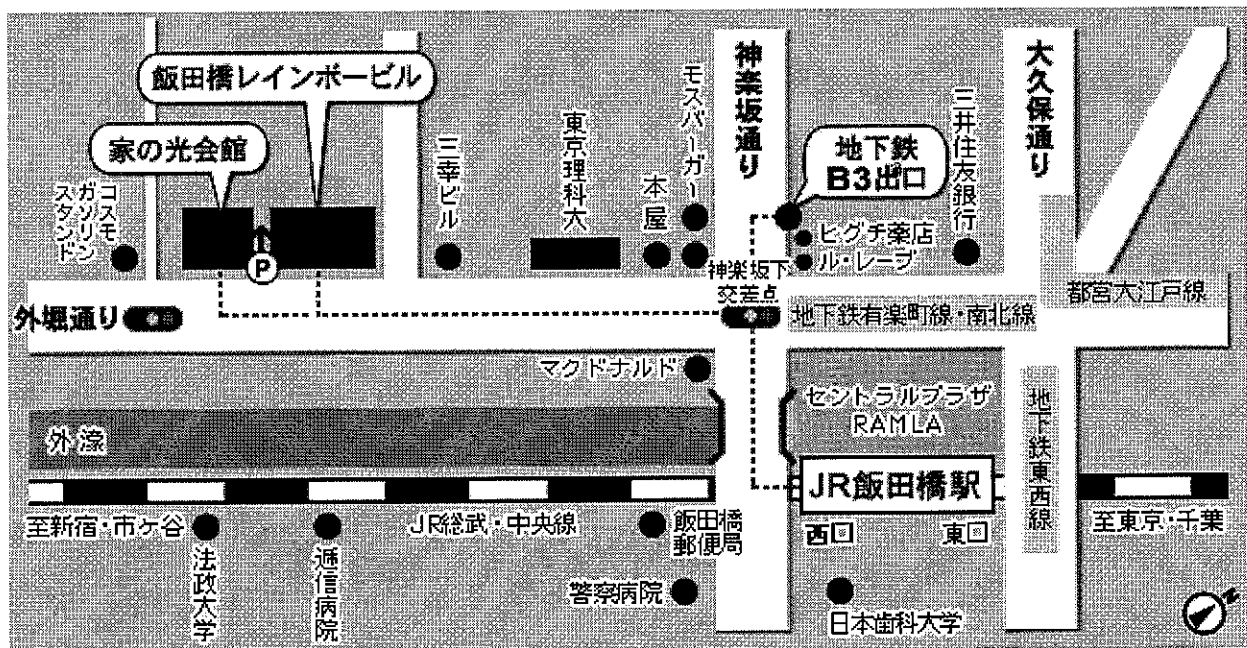 飯田橋レインボービル
家の光会館
コスモ
ガソリン
スタンド
P
三幸ビル
東京理科大
本屋
モスバーガー
神楽坂通り
地下鉄
B3出口
ヒグチ薬店
ル・レーブ
三井住友銀行
大久保通り
神楽坂下
交差点
外堀通り
地下鉄有楽町線・南北線
都営大江戸線
マクドナルド
セントラルプラザ
RAMLA
地下鉄東西線
外濠
JR飯田橋駅
至新宿・市ヶ谷
JR総武・中央線
飯田橋
郵便局
西口
東口
至東京・千葉
法政大学
逓信病院
警察病院
日本歯科大学
N